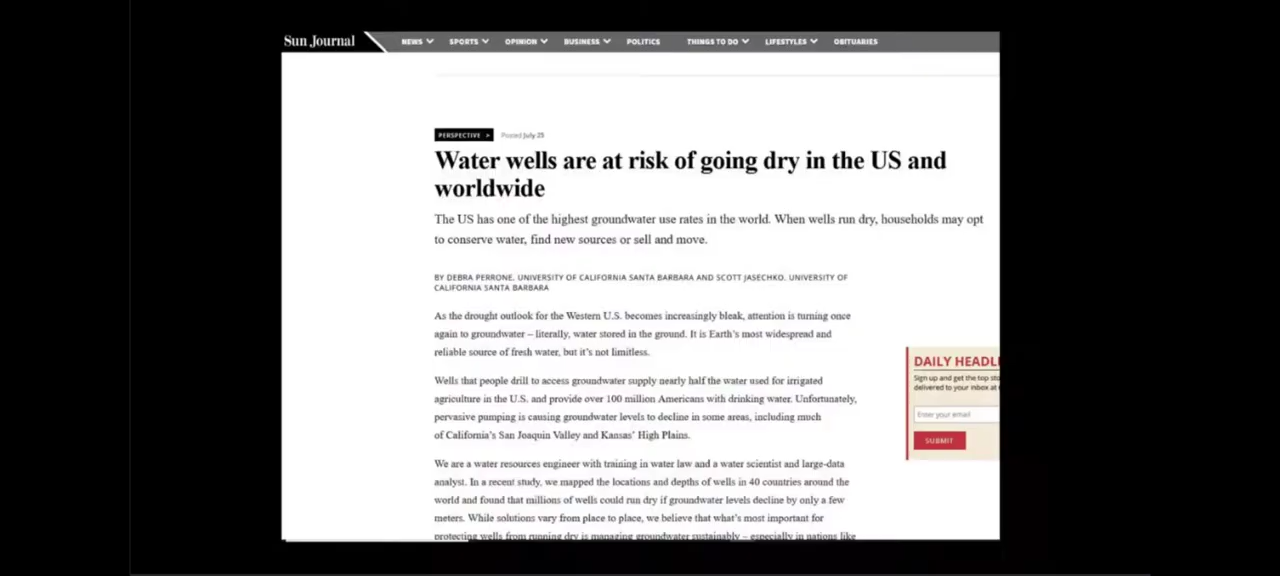 Sun Journal
NEWS SPORTS OPINION BUSINESS POLITICS THINGS TO DO LIFESTYLES OBITUARIES
PERSPECTIVE > Posted July 25
Water wells are at risk of going dry in the US and
worldwide
The US has one of the highest groundwater use rates in the world. When wells run dry, households may opt
to conserve water, find new sources or sell and move.
BY DEBRA PERRONE, UNIVERSITY OF CALIFORNIA SANTA BARBARA AND SCOTT JASECHKO, UNIVERSITY OF
CALIFORNIA SANTA BARBARA
As the drought outlook for the Western U.S. becomes increasingly bleak, attention is turning once
again to groundwater – literally, water stored in the ground. It is Earth's most widespread and
reliable source of fresh water, but it's not limitless.
Wells that people drill to access groundwater supply nearly half the water used for irrigated
agriculture in the U.S. and provide over 100 million Americans with drinking water. Unfortunately,
pervasive pumping is causing groundwater levels to decline in some areas, including much
of California's San Joaquin Valley and Kansas' High Plains.
We are a water resources engineer with training in water law and a water scientist and large-data
analyst. In a recent study, we mapped the locations and depths of wells in 40 countries around the
world and found that millions of wells could run dry if groundwater levels decline by only a few
meters. While solutions vary from place to place, we believe that what's most important for
protecting wells from running dry is managing groundwater sustainably – especially in nations like
DAILY HEADL
Sign up and get the top sto
delivered to your inbox at
Enter your email
SUBMIT